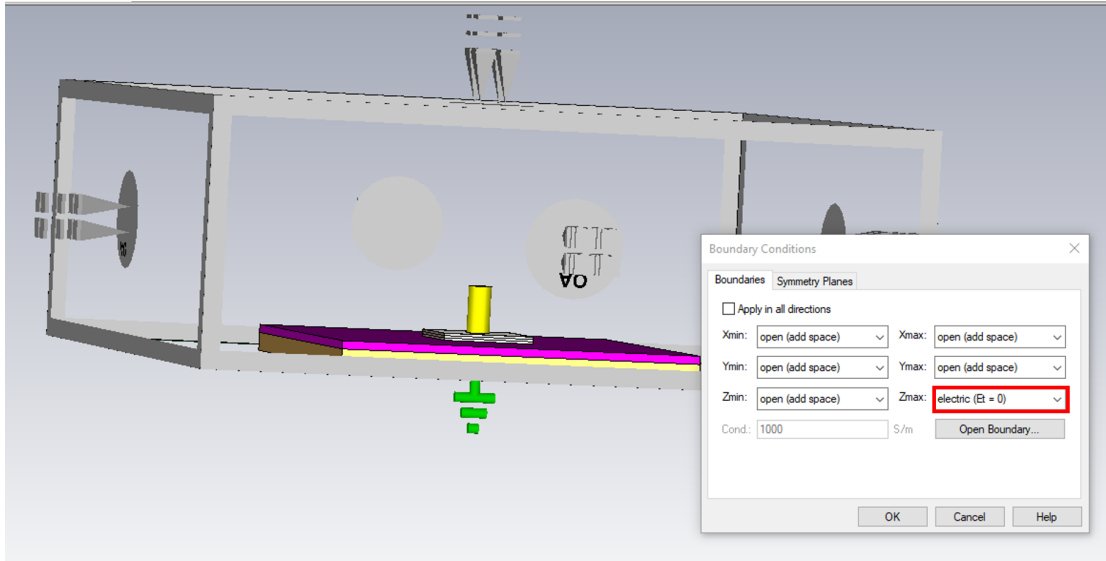 Boundary Conditions
Boundaries Symmetry Planes
Apply in all directions
Xmin: open (add space) Xmax: open (add space)
Ymin: open (add space) Ymax: open (add space)
Zmin: open (add space) Zmax: electric (Et = 0)
Cond.: 1000 S/m Open Boundary...
OK Cancel Help